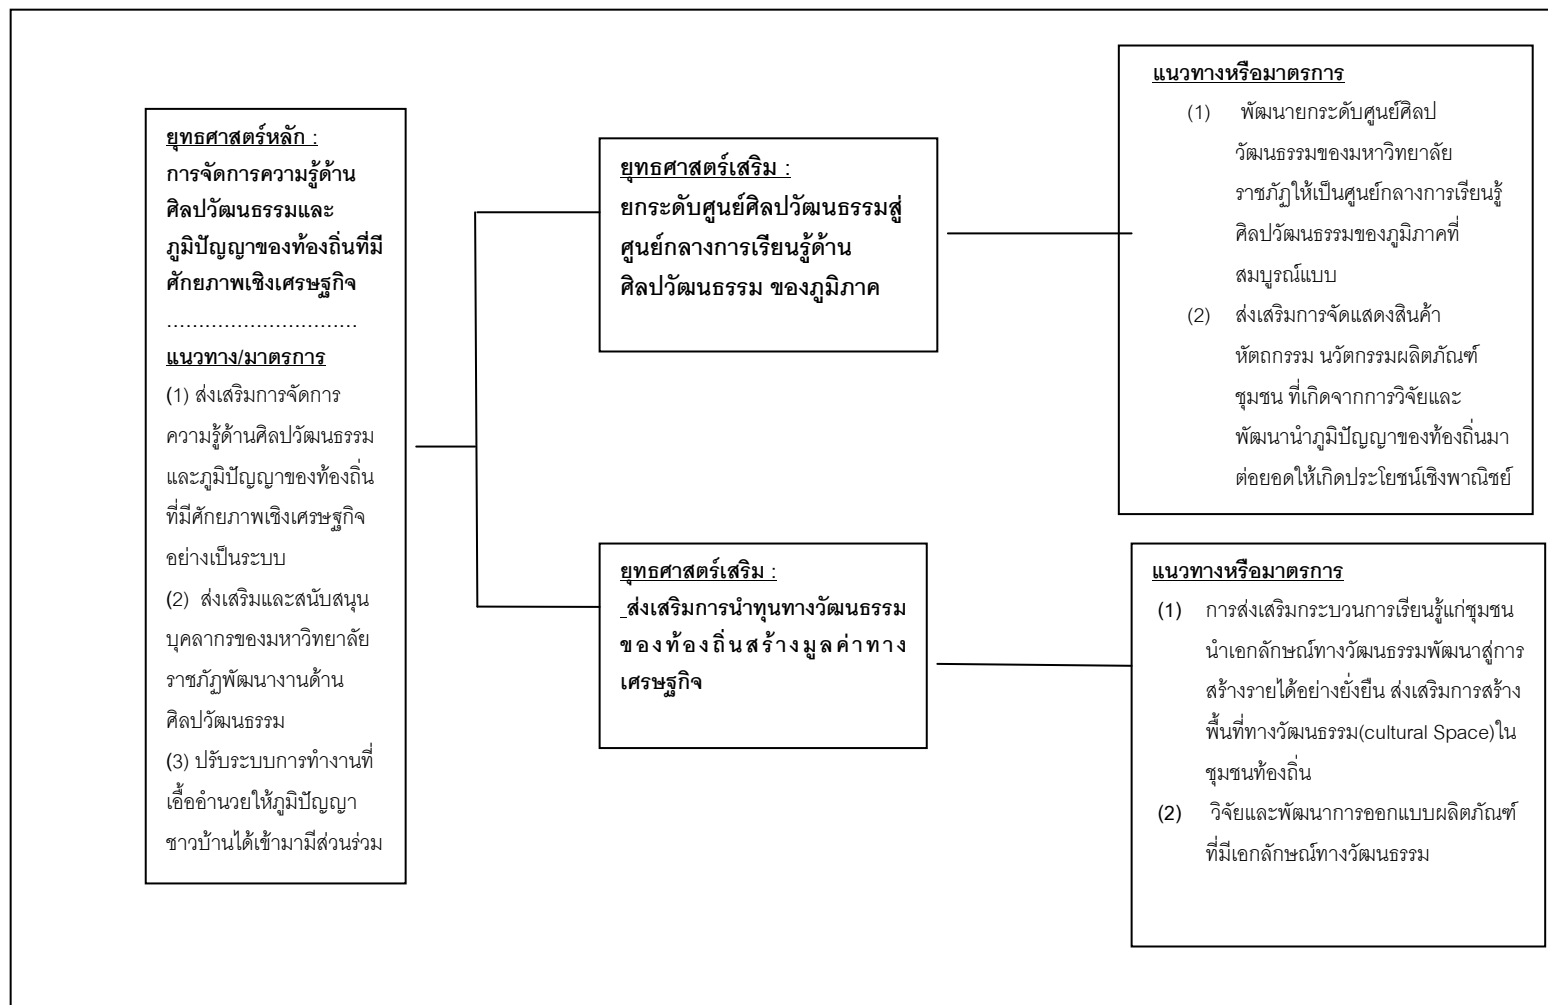 ยุทธศาสตร์หลัก :
การจัดการความรู้ด้าน
ศิลปวัฒนธรรมและ
ภูมิปัญญาของท้องถิ่นที่มี
ศักยภาพเชิงเศรษฐกิจ
..............................
แนวทาง/มาตรการ
(1) ส่งเสริมการจัดการ
ความรู้ด้านศิลปวัฒนธรรม
และภูมิปัญญาของท้องถิ่น
ที่มีศักยภาพเชิงเศรษฐกิจ
อย่างเป็นระบบ
(2) ส่งเสริมและสนับสนุน
บุคลากรของมหาวิทยาลัย
ราชภัฏพัฒนางานด้าน
ศิลปวัฒนธรรม
(3) ปรับระบบการทำงานที่
เอื้ออำนวยให้ภูมิปัญญา
ชาวบ้านได้เข้ามามีส่วนร่วม
ยุทธศาสตร์เสริม :
ยกระดับศูนย์ศิลปวัฒนธรรมสู่
ศูนย์กลางการเรียนรู้ด้าน
ศิลปวัฒนธรรม ของภูมิภาค
แนวทางหรือมาตรการ
(1) พัฒนายกระดับศูนย์ศิลป
วัฒนธรรมของมหาวิทยาลัย
ราชภัฏให้เป็นศูนย์กลางการเรียนรู้
ศิลปวัฒนธรรมของภูมิภาคที่
สมบูรณ์แบบ
(2) ส่งเสริมการจัดแสดงสินค้า
หัตถกรรม นวัตกรรมผลิตภัณฑ์
ชุมชน ที่เกิดจากการวิจัยและ
พัฒนานำภูมิปัญญาของท้องถิ่นมา
ต่อยอดให้เกิดประโยชน์เชิงพาณิชย์
ยุทธศาสตร์เสริม :
ส่งเสริมการนำทุนทางวัฒนธรรม
ของท้องถิ่นสร้างมูลค่าทาง
เศรษฐกิจ
แนวทางหรือมาตรการ
(1) การส่งเสริมกระบวนการเรียนรู้แก่ชุมชน
นำเอกลักษณ์ทางวัฒนธรรมพัฒนาสู่การ
สร้างรายได้อย่างยั่งยืน ส่งเสริมการสร้าง
พื้นที่ทางวัฒนธรรม(cultural Space)ใน
ชุมชนท้องถิ่น
(2) วิจัยและพัฒนาการออกแบบผลิตภัณฑ์
ที่มีเอกลักษณ์ทางวัฒนธรรม